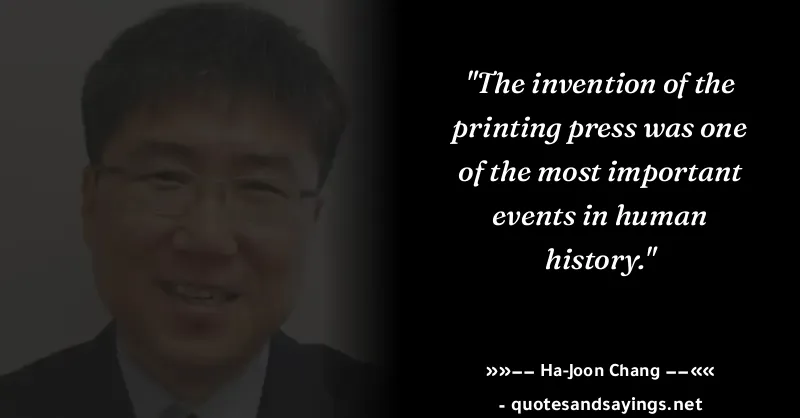 "The invention of the
printing press was one
of the most important
events in human
history."
»»−− Ha-Joon Chang −−««
- quotesandsayings.net